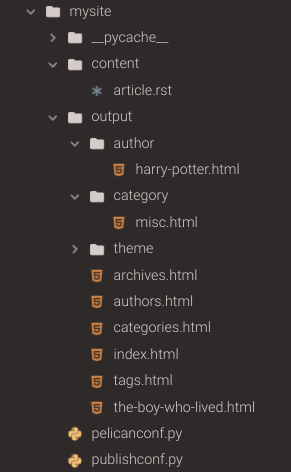 mysite
__pycache__
content
article.rst
output
author
harry-potter.html
category
misc.html
theme
archives.html
authors.html
categories.html
index.html
tags.html
the-boy-who-lived.html
pelicanconf.py
publishconf.py